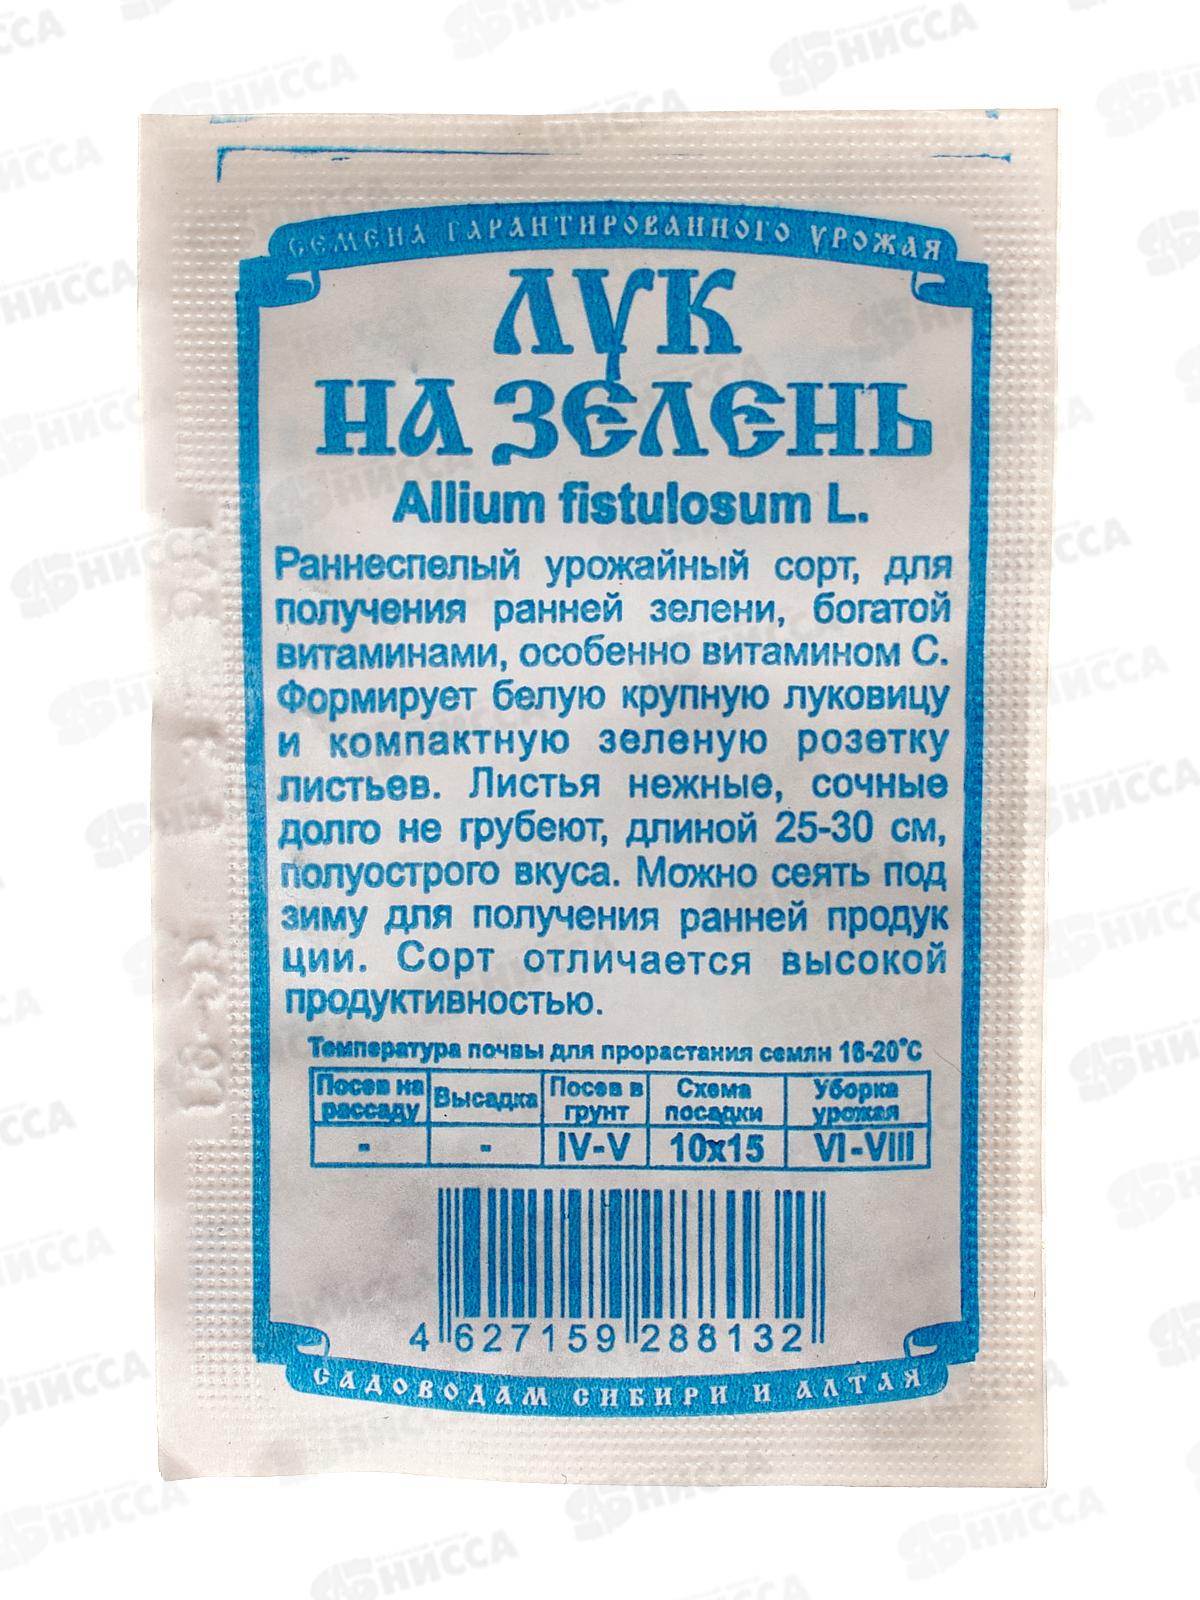 СЕМЕНА ГАРАНТИРОВАННОГО УРОЖАЯ
ЛУК
НА ЗЕЛЕНЬ
Allium fistulosum L.
Раннеспелый урожайный сорт, для
получения ранней зелени, богатой
витаминами, особенно витамином С.
Формирует белую крупную луковицу
и компактную зеленую розетку
листьев. Листья нежные, сочные
долго не грубеют, длиной 25-30 см,
полуострого вкуса. Можно сеять под
зиму для получения ранней продук
ции. Сорт отличается высокой
продуктивностью.
Температура почвы для прорастания семян 16-20°С
Посев на рассаду Высадка Посев в грунт Схема посадки Уборка урожая
- - IV-V 10x15 VI-VIII
4 627159 288132
САДОВОДАМ СИБИРИ И АЛТАЯ